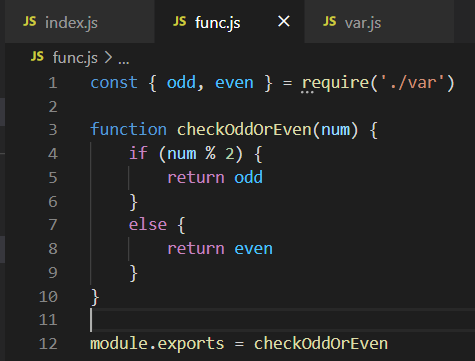 JS index.js JS func.js × JS var.js
JS func.js > ...
1 const { odd, even } = require('./var')
2
3 function checkOddOrEven(num) {
4     if (num % 2) {
5         return odd
6     }
7     else {
8         return even
9     }
10 }
11
12 module.exports = checkOddOrEven